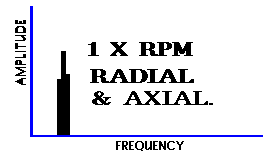 AMPLITUDE
1 X RPM
RADIAL
& AXIAL.
FREQUENCY